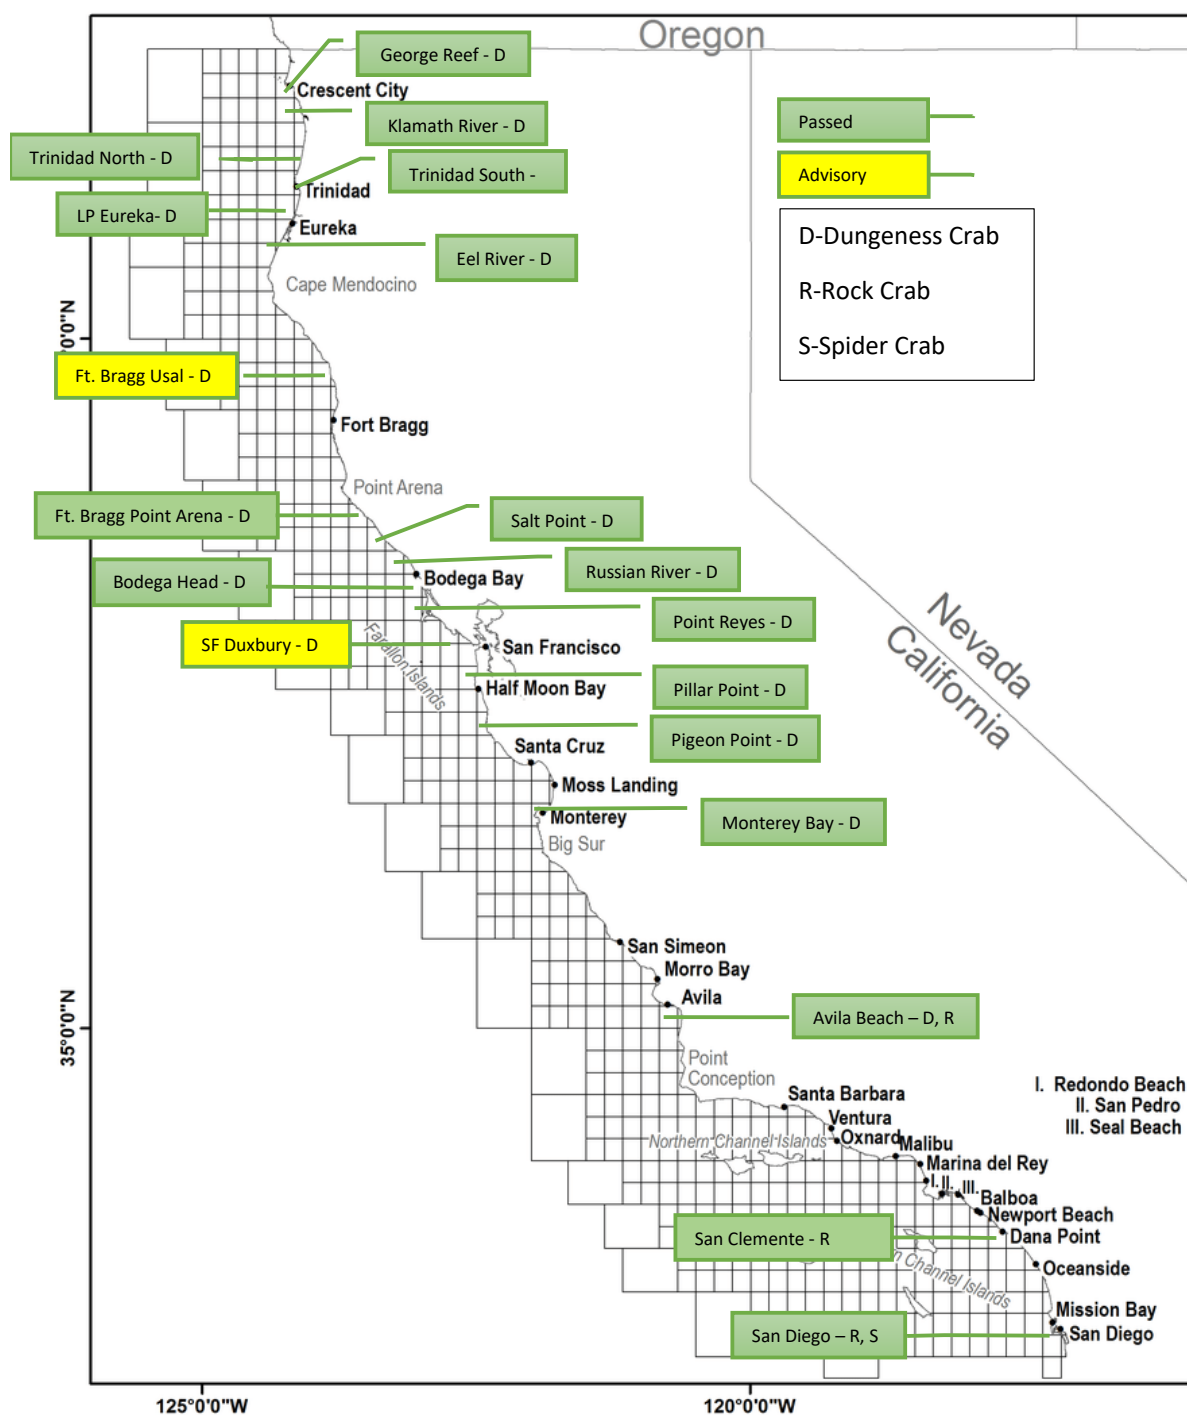 Oregon
George Reef - D
Crescent City
Klamath River - D
Passed
Trinidad North - D
Trinidad South -
Advisory
Trinidad
LP Eureka- D
Eureka
Eel River - D
D-Dungeness Crab
R-Rock Crab
S-Spider Crab
Cape Mendocino
0'0"N
Ft. Bragg Usal - D
Fort Bragg
Point Arena
Ft. Bragg Point Arena - D
Salt Point - D
Russian River - D
Bodega Head - D
Bodega Bay
Point Reyes - D
Nevada
California
SF Duxbury - D
San Francisco
Farallon Islands
Pillar Point - D
Half Moon Bay
Pigeon Point - D
Santa Cruz
Moss Landing
Monterey Bay - D
Monterey
Big Sur
San Simeon
Morro Bay
Avila
Avila Beach – D, R
35°0'0"N
Point
Conception
I. Redondo Beach
II. San Pedro
III. Seal Beach
Santa Barbara
Ventura
Oxnard
Northern Channel Islands
Malibu
Marina del Rey
I. II. III.
Balboa
Newport Beach
San Clemente - R
Dana Point
n Channel Islands
Oceanside
Mission Bay
San Diego – R, S
San Diego
125°0'0"W
120°0'0"W